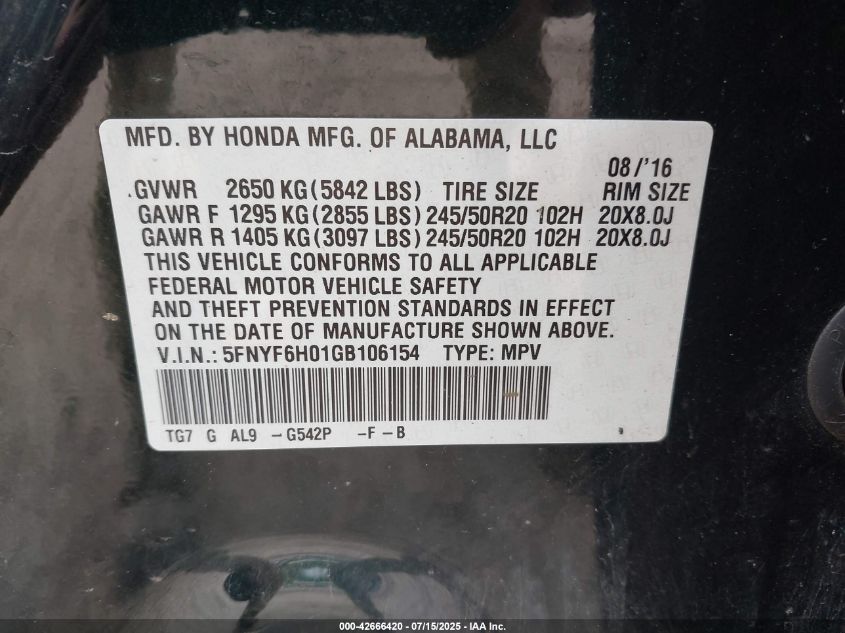 MFD. BY HONDA MFG. OF ALABAMA, LLC
08/'16
GVWR 2650 KG (5842 LBS) TIRE SIZE RIM SIZE
GAWR F 1295 KG (2855 LBS) 245/50R20 102H 20X8.0J
GAWR R 1405 KG (3097 LBS) 245/50R20 102H 20X8.0J
THIS VEHICLE CONFORMS TO ALL APPLICABLE
FEDERAL MOTOR VEHICLE SAFETY
AND THEFT PREVENTION STANDARDS IN EFFECT
ON THE DATE OF MANUFACTURE SHOWN ABOVE.
V.I.N.: 5FNYF6H01GB106154 TYPE: MPV
TG7 G AL9 -G542P -F -B
000-42666420 - 07/15/2025 - IAA Inc.